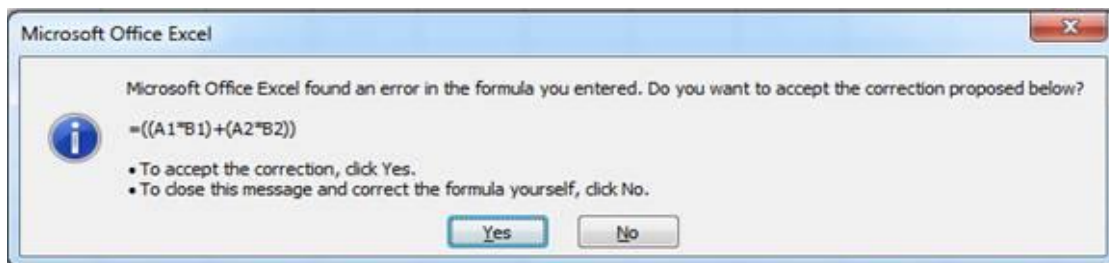 Microsoft Office Excel
Microsoft Office Excel found an error in the formula you entered. Do you want to accept the correction proposed below?
=((A1*B1)+(A2*B2))
• To accept the correction, click Yes.
• To close this message and correct the formula yourself, click No.
Yes No